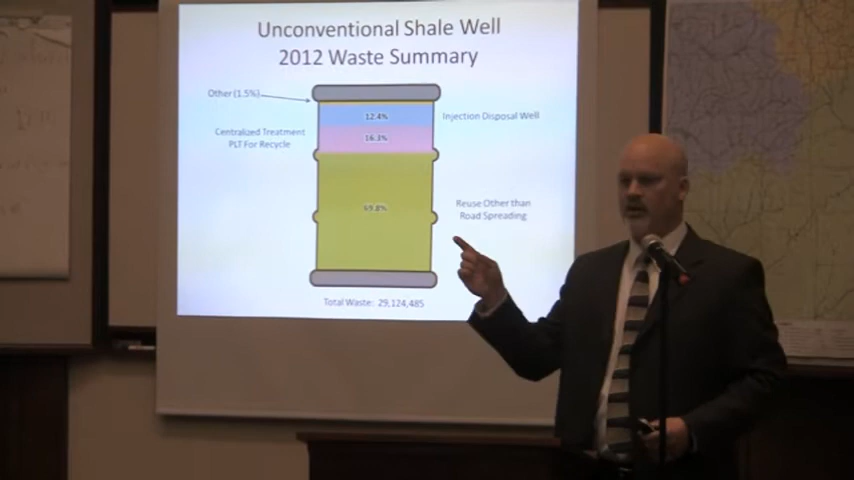 Unconventional Shale Well
2012 Waste Summary
Other (1.5%)
12.4%
Injection Disposal Well
Centralized Treatment
PLT For Recycle
16.3%
69.8%
Reuse Other than
Road Spreading
Total Waste: 29,124,485